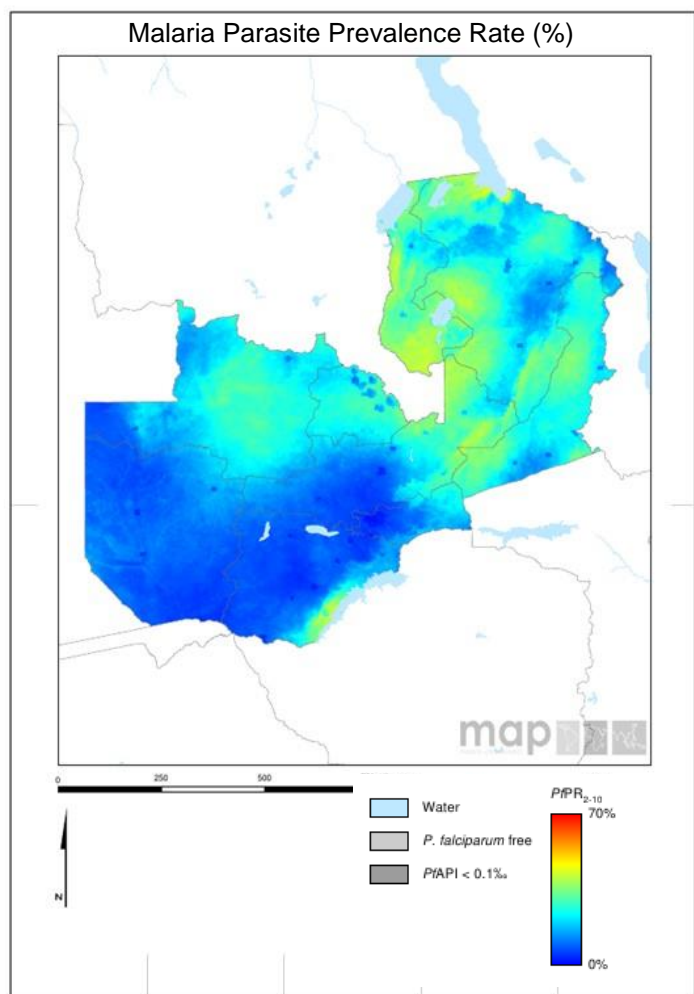 Malaria Parasite Prevalence Rate (%)
map
0 250 500
N
Water
P. falciparum free
PfAPI < 0.1‰
PfPR2-10
70%
0%